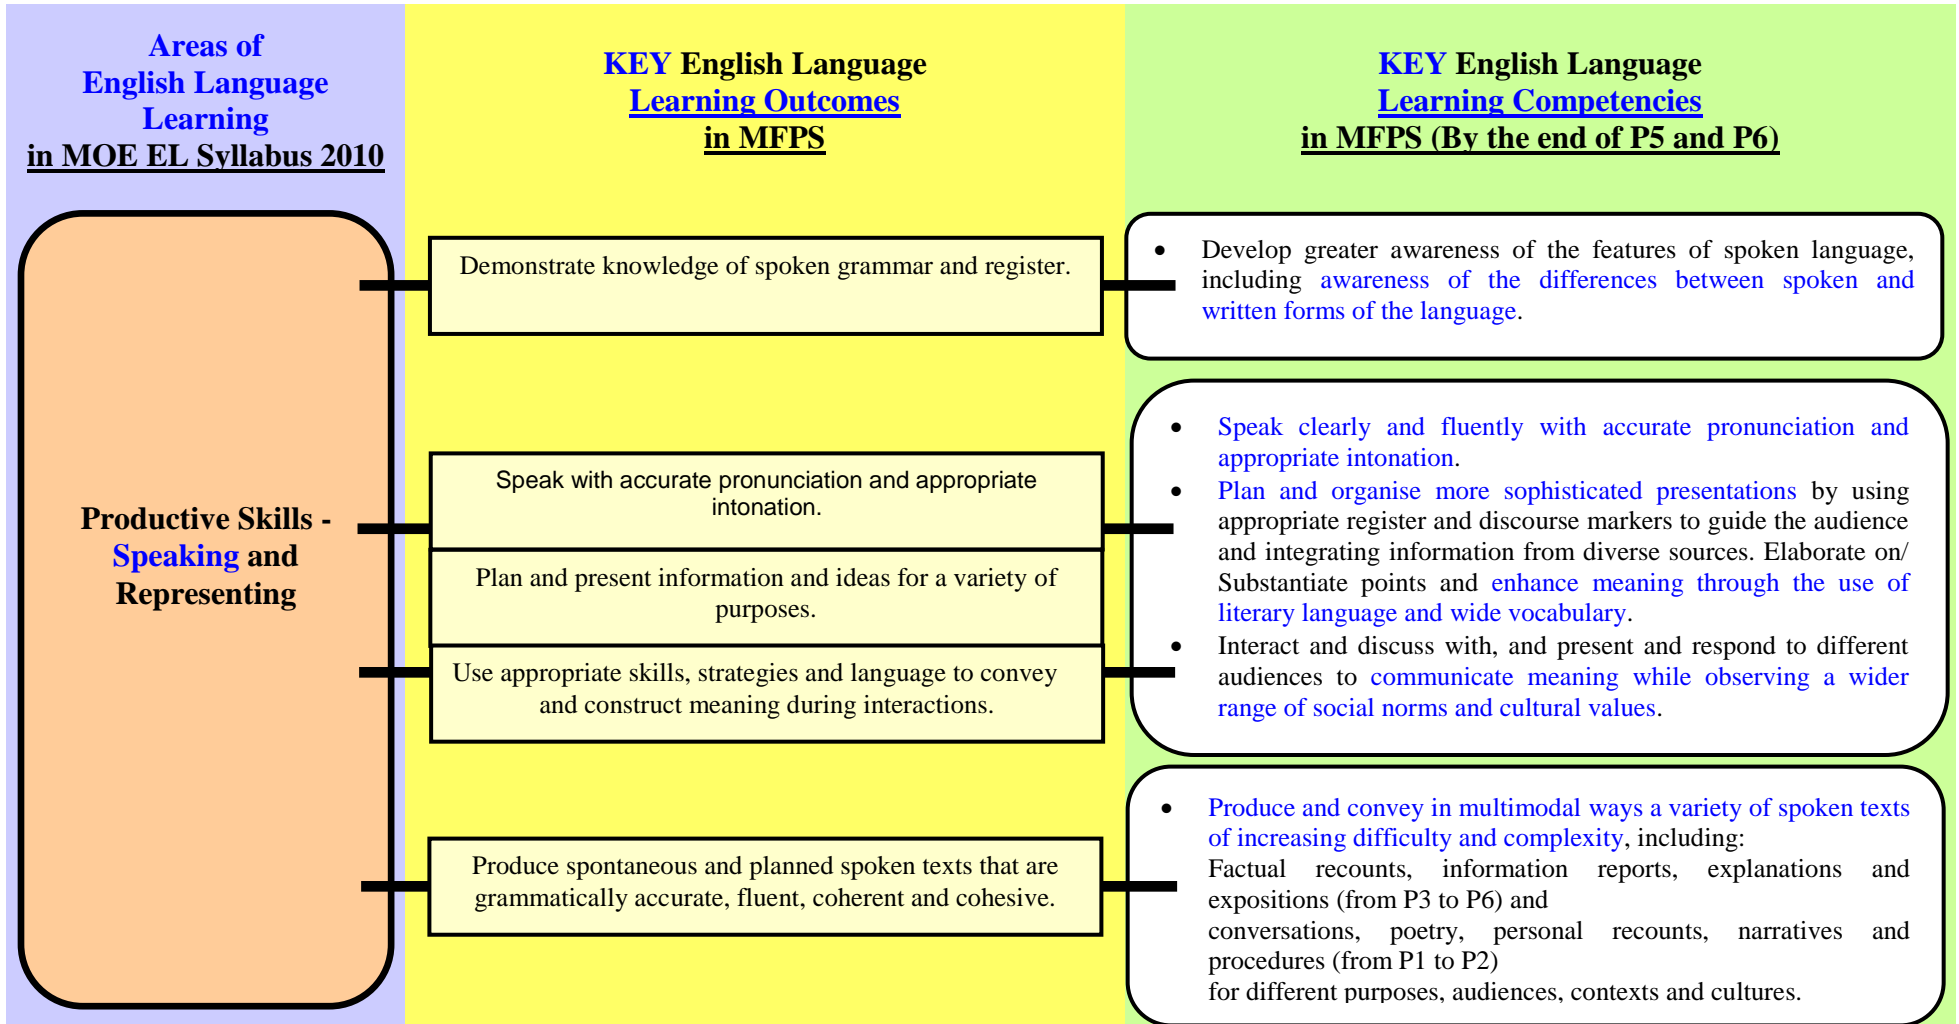 Areas of
English Language
Learning
in MOE EL Syllabus 2010
KEY English Language
Learning Outcomes
in MFPS
KEY English Language
Learning Competencies
in MFPS (By the end of P5 and P6)
Productive Skills -
Speaking and
Representing
Demonstrate knowledge of spoken grammar and register.
• Develop greater awareness of the features of spoken language,
including awareness of the differences between spoken and
written forms of the language.
Speak with accurate pronunciation and appropriate
intonation.
Plan and present information and ideas for a variety of
purposes.
Use appropriate skills, strategies and language to convey
and construct meaning during interactions.
• Speak clearly and fluently with accurate pronunciation and
appropriate intonation.
• Plan and organise more sophisticated presentations by using
appropriate register and discourse markers to guide the audience
and integrating information from diverse sources. Elaborate on/
Substantiate points and enhance meaning through the use of
literary language and wide vocabulary.
• Interact and discuss with, and present and respond to different
audiences to communicate meaning while observing a wider
range of social norms and cultural values.
Produce spontaneous and planned spoken texts that are
grammatically accurate, fluent, coherent and cohesive.
• Produce and convey in multimodal ways a variety of spoken texts
of increasing difficulty and complexity, including:
Factual recounts, information reports, explanations and
expositions (from P3 to P6) and
conversations, poetry, personal recounts, narratives and
procedures (from P1 to P2)
for different purposes, audiences, contexts and cultures.